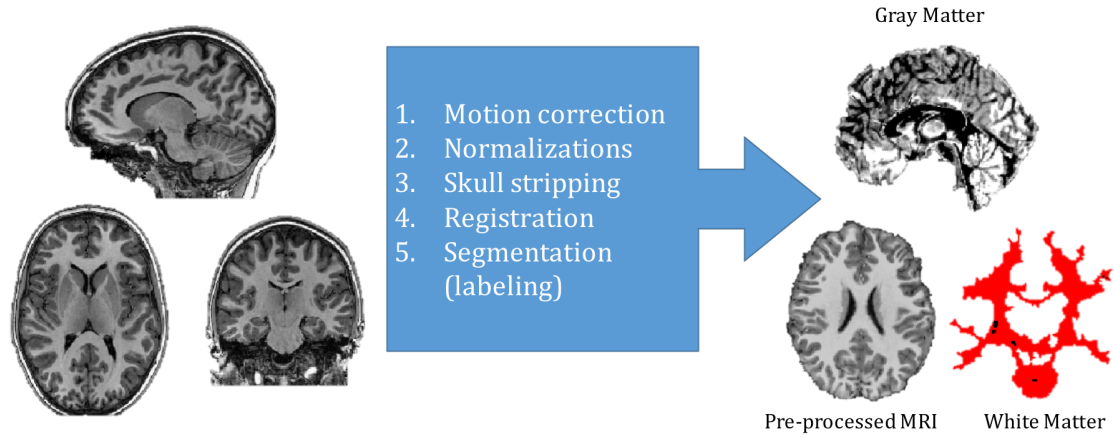 Gray Matter
1. Motion correction
2. Normalizations
3. Skull stripping
4. Registration
5. Segmentation
(labeling)
Pre-processed MRI
White Matter